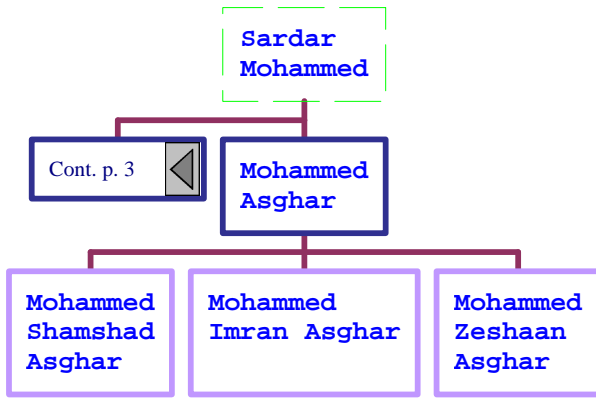 Sardar
Mohammed
Cont. p. 3
Mohammed
Asghar
Mohammed
Shamshad
Asghar
Mohammed
Imran Asghar
Mohammed
Zeshaan
Asghar